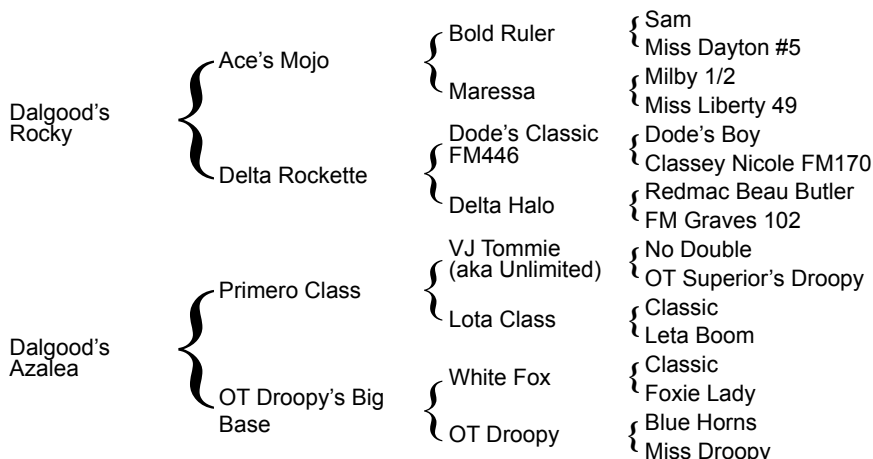 Dalgood's
Rocky
Ace's Mojo
Bold Ruler
Sam
Miss Dayton #5
Maressa
Milby 1/2
Miss Liberty 49
Delta Rockette
Dode's Classic
FM446
Dode's Boy
Classey Nicole FM170
Delta Halo
Redmac Beau Butler
FM Graves 102
Dalgood's
Azalea
Primero Class
VJ Tommie
(aka Unlimited)
No Double
OT Superior's Droopy
Lota Class
Classic
Leta Boom
OT Droopy's Big
Base
White Fox
Classic
Foxie Lady
OT Droopy
Blue Horns
Miss Droopy